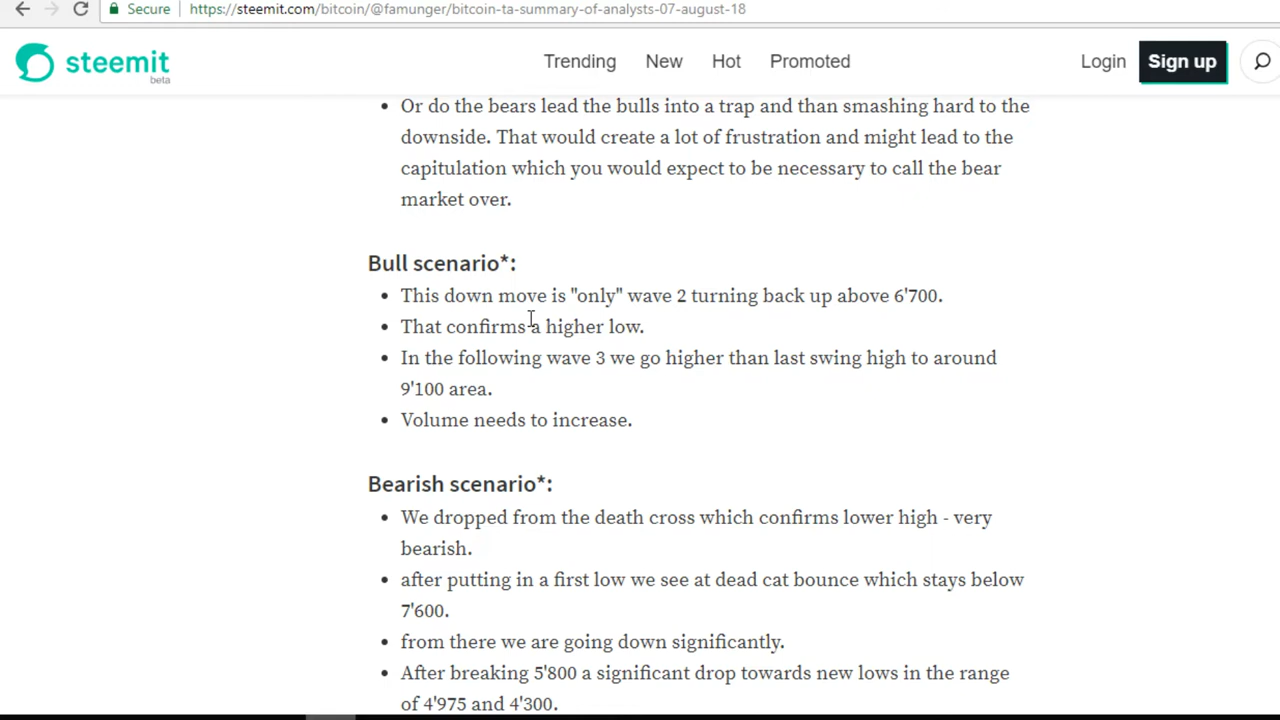 Secure https://steemit.com/bitcoin/@famunger/bitcoin-ta-summary-of-analysts-07-august-18
steemit
beta
Trending New Hot Promoted Login Sign up
• Or do the bears lead the bulls into a trap and than smashing hard to the
downside. That would create a lot of frustration and might lead to the
capitulation which you would expect to be necessary to call the bear
market over.
Bull scenario*:
• This down move is "only" wave 2 turning back up above 6'700.
• That confirms a higher low.
• In the following wave 3 we go higher than last swing high to around
9'100 area.
• Volume needs to increase.
Bearish scenario*:
• We dropped from the death cross which confirms lower high - very
bearish.
• after putting in a first low we see at dead cat bounce which stays below
7'600.
• from there we are going down significantly.
• After breaking 5'800 a significant drop towards new lows in the range
of 4'975 and 4'300.